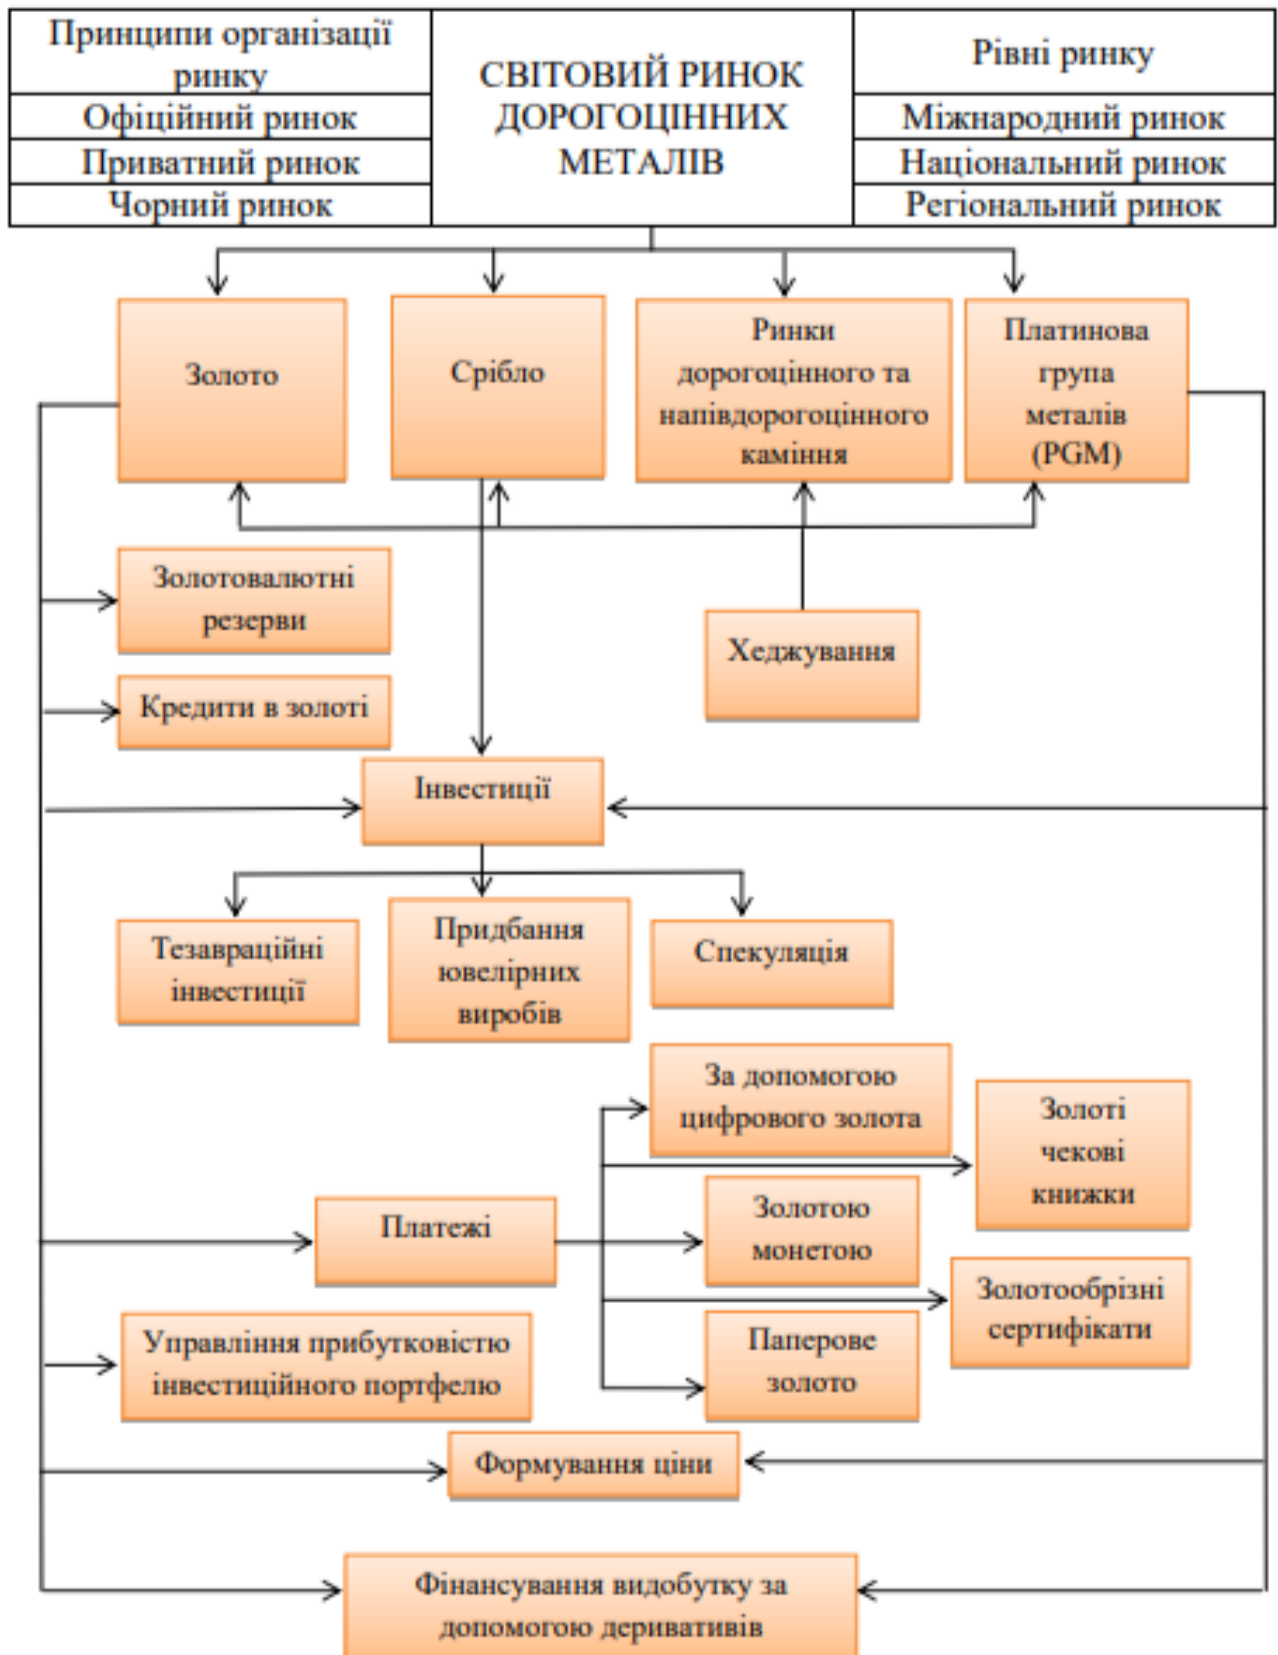 Принципи організації
ринку
Офіційний ринок
Приватний ринок
Чорний ринок
СВІТОВИЙ РИНОК
ДОРОГОЦІННИХ
МЕТАЛІВ
Рівні ринку
Міжнародний ринок
Національний ринок
Регіональний ринок
Золото
Срібло
Ринки
дорогоцінного та
напівдорогоцінного
каміння
Платинова
група
металів
(PGM)
Золотовалютні
резерви
Хеджування
Кредити в золоті
Інвестиції
Тезавраційні
інвестиції
Придбання
ювелірних
виробів
Спекуляція
За допомогою
цифрового золота
Золоті
чекові
книжки
Платежі
Золотою
монетою
Золотообрізні
сертифікати
Паперове
золото
Управління прибутковістю
інвестиційного портфелю
Формування ціни
Фінансування видобутку за
допомогою деривативів